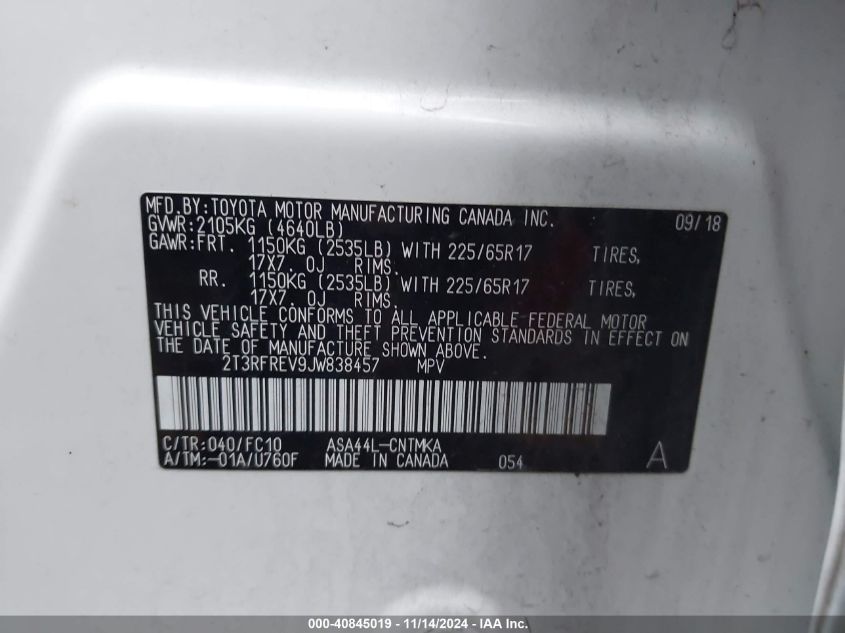 MFD.BY:TOYOTA MOTOR MANUFACTURING CANADA INC. 09/18
GVWR:2105KG (4640LB)
GAWR:FRT. 1150KG (2535LB) WITH 225/65R17 TIRES,
17X7.0J RIMS.
RR. 1150KG (2535LB) WITH 225/65R17 TIRES,
17X7.0J RIMS.
THIS VEHICLE CONFORMS TO ALL APPLICABLE FEDERAL MOTOR
VEHICLE SAFETY AND THEFT PREVENTION STANDARDS IN EFFECT ON
THE DATE OF MANUFACTURE SHOWN ABOVE.
2T3RFREV9JW838457 MPV
C/TR:040/FC10 ASA44L-CNTMKA
A/TM:-01A/U760F MADE IN CANADA 054 A
000-40845019 - 11/14/2024 - IAA Inc.